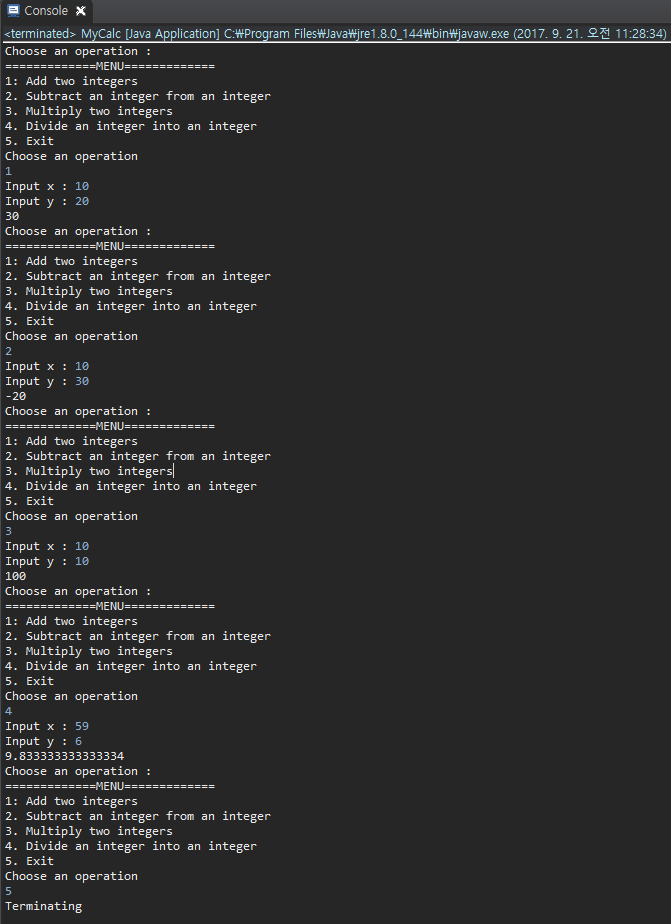 Console
<terminated> MyCalc [Java Application] C:₩Program Files₩Java₩jre1.8.0_144₩bin₩javaw.exe (2017. 9. 21. 오전 11:28:34)
Choose an operation :
=============MENU=============
1: Add two integers
2. Subtract an integer from an integer
3. Multiply two integers
4. Divide an integer into an integer
5. Exit
Choose an operation
1
Input x : 10
Input y : 20
30
Choose an operation :
=============MENU=============
1: Add two integers
2. Subtract an integer from an integer
3. Multiply two integers
4. Divide an integer into an integer
5. Exit
Choose an operation
2
Input x : 10
Input y : 30
-20
Choose an operation :
=============MENU=============
1: Add two integers
2. Subtract an integer from an integer
3. Multiply two integers
4. Divide an integer into an integer
5. Exit
Choose an operation
3
Input x : 10
Input y : 10
100
Choose an operation :
=============MENU=============
1: Add two integers
2. Subtract an integer from an integer
3. Multiply two integers
4. Divide an integer into an integer
5. Exit
Choose an operation
4
Input x : 59
Input y : 6
9.833333333333334
Choose an operation :
=============MENU=============
1: Add two integers
2. Subtract an integer from an integer
3. Multiply two integers
4. Divide an integer into an integer
5. Exit
Choose an operation
5
Terminating